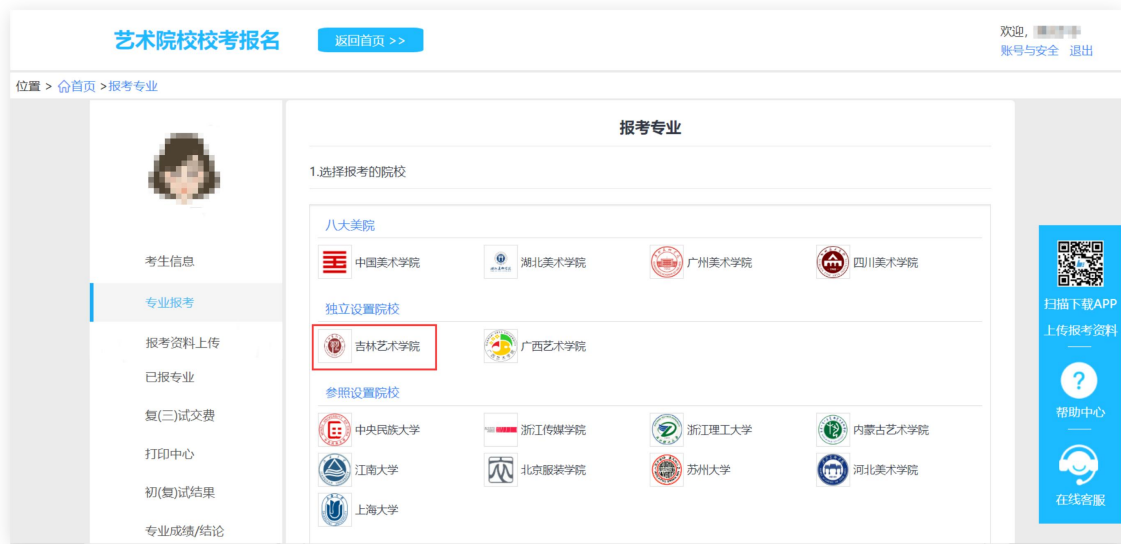 艺术院校校考报名
返回首页 >>
欢迎,
账号与安全 退出
位置 > 首页 >报考专业
考生信息
专业报考
报考资料上传
已报专业
复(三)试交费
打印中心
初(复)试结果
专业成绩/结论
报考专业
1.选择报考的院校
八大美院
中国美术学院 湖北美术学院 广州美术学院 四川美术学院
独立设置院校
吉林艺术学院 广西艺术学院
参照设置院校
中央民族大学 浙江传媒学院 浙江理工大学 内蒙古艺术学院
江南大学 北京服装学院 苏州大学 河北美术学院
上海大学
扫描下载APP
上传报考资料
?
帮助中心
在线客服